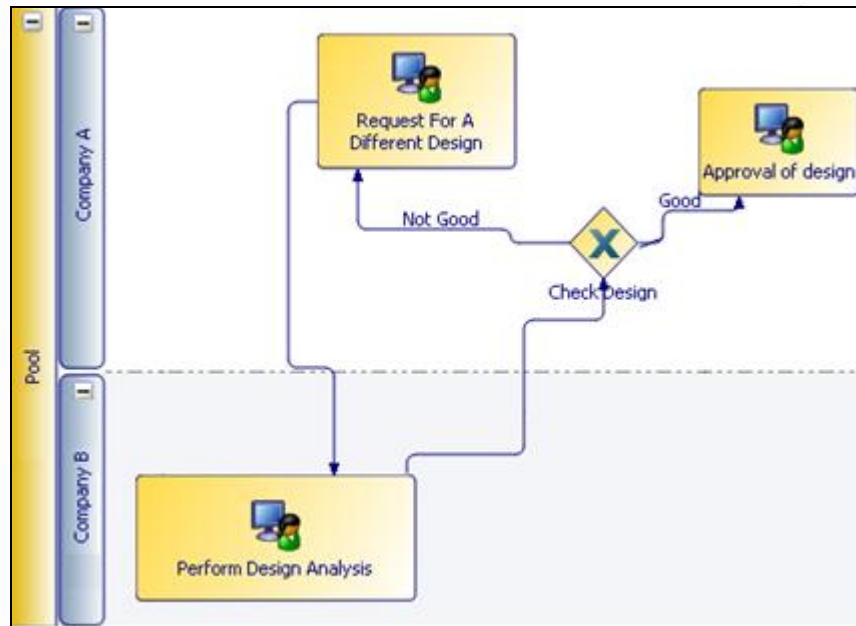 Pool
Company A
Request For A
Different Design
Approval of design
Not Good
Good
Check Design
Company B
Perform Design Analysis